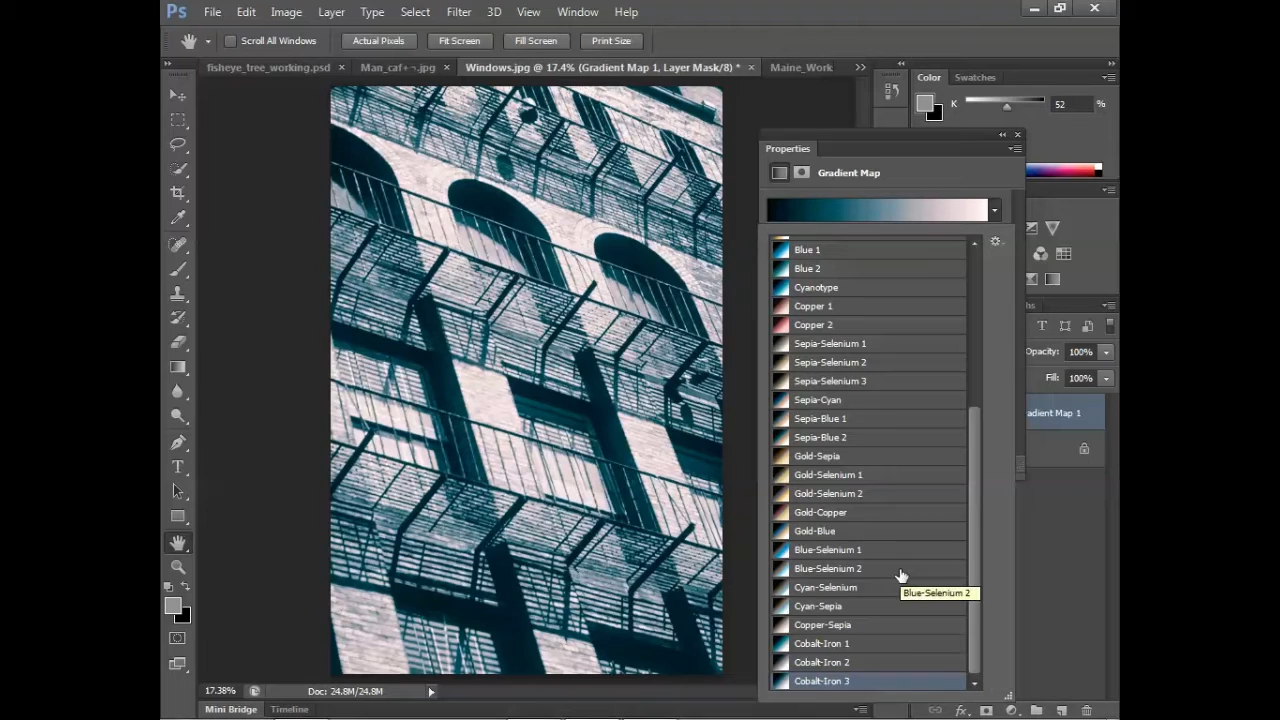 Ps File Edit Image Layer Type Select Filter 3D View Window Help
Scroll All Windows Actual Pixels Fit Screen Fill Screen Print Size
fisheye_tree_working.psd × Man_caf+¬.jpg × Windows.jpg @ 17.4% (Gradient Map 1, Layer Mask/8) * × Maine_Work
Color Swatches
K 52 %
Properties
Gradient Map
Blue 1
Blue 2
Cyanotype
Copper 1
Copper 2
Sepia-Selenium 1
Sepia-Selenium 2
Sepia-Selenium 3
Sepia-Cyan
Sepia-Blue 1
Sepia-Blue 2
Gold-Sepia
Gold-Selenium 1
Gold-Selenium 2
Gold-Copper
Gold-Blue
Blue-Selenium 1
Blue-Selenium 2
Cyan-Selenium
Cyan-Sepia
Copper-Sepia
Cobalt-Iron 1
Cobalt-Iron 2
Cobalt-Iron 3
Blue-Selenium 2
hs
T
Opacity: 100%
Fill: 100%
adient Map 1
17.38% Doc: 24.8M/24.8M
Mini Bridge Timeline
fx